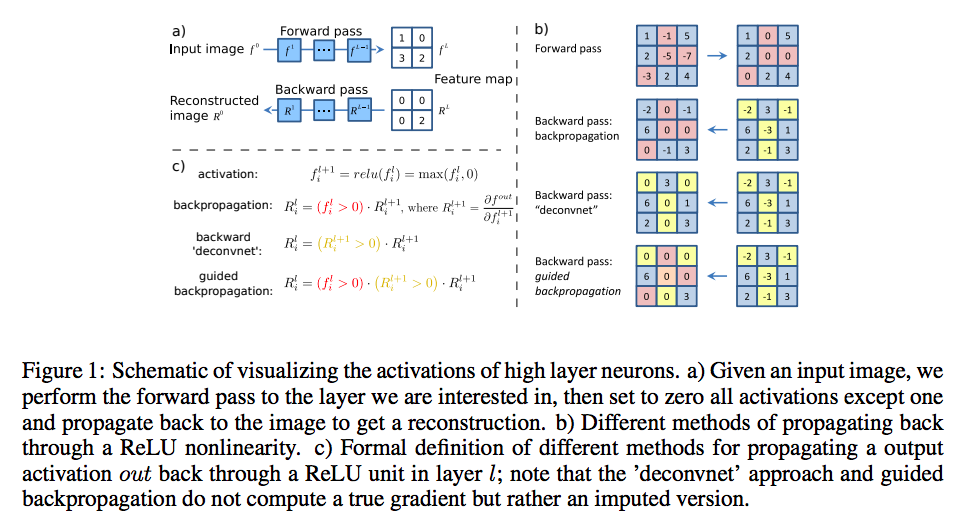 a)
Forward pass
Input image f⁰
f¹ ... f^{L-1}
1 0
3 2
f^L
Feature map
Backward pass
Reconstructed
image R⁰
R¹ ... R^{L-1}
0 0
0 2
R^L
c)
activation: f_i^{l+1} = relu(f_i^l) = max(f_i^l, 0)
backpropagation: R_i^l = (f_i^l > 0) · R_i^{l+1}, where R_i^{l+1} = ∂f^{out} / ∂f_i^{l+1}
backward
'deconvnet': R_i^l = (R_i^{l+1} > 0) · R_i^{l+1}
guided
backpropagation: R_i^l = (f_i^l > 0) · (R_i^{l+1} > 0) · R_i^{l+1}
b)
Forward pass
1 -1 5
2 -5 -7
-3 2 4
1 0 5
2 0 0
0 2 4
Backward pass:
backpropagation
-2 0 -1
6 0 0
0 -1 3
-2 3 -1
6 -3 1
2 -1 3
Backward pass:
"deconvnet"
0 3 0
6 0 1
2 0 3
-2 3 -1
6 -3 1
2 -1 3
Backward pass:
guided
backpropagation
0 0 0
6 0 0
0 0 3
-2 3 -1
6 -3 1
2 -1 3
Figure 1: Schematic of visualizing the activations of high layer neurons. a) Given an input image, we
perform the forward pass to the layer we are interested in, then set to zero all activations except one
and propagate back to the image to get a reconstruction. b) Different methods of propagating back
through a ReLU nonlinearity. c) Formal definition of different methods for propagating a output
activation out back through a ReLU unit in layer l; note that the 'deconvnet' approach and guided
backpropagation do not compute a true gradient but rather an imputed version.